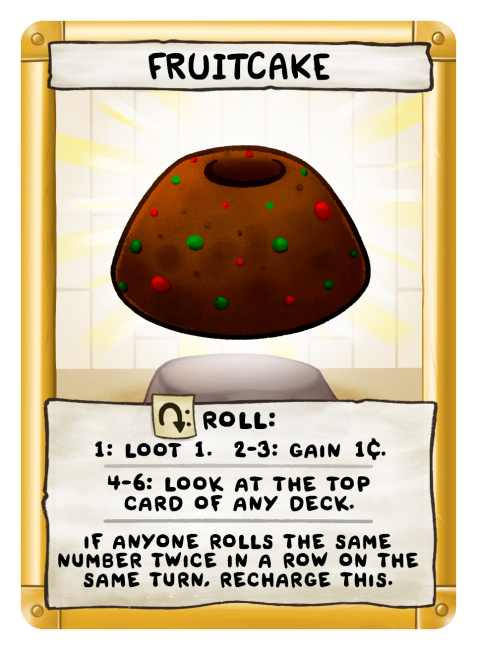 FRUITCAKE
: ROLL:
1: LOOT 1. 2-3: GAIN 1¢.
4-6: LOOK AT THE TOP
CARD OF ANY DECK.
IF ANYONE ROLLS THE SAME
NUMBER TWICE IN A ROW ON THE
SAME TURN, RECHARGE THIS.